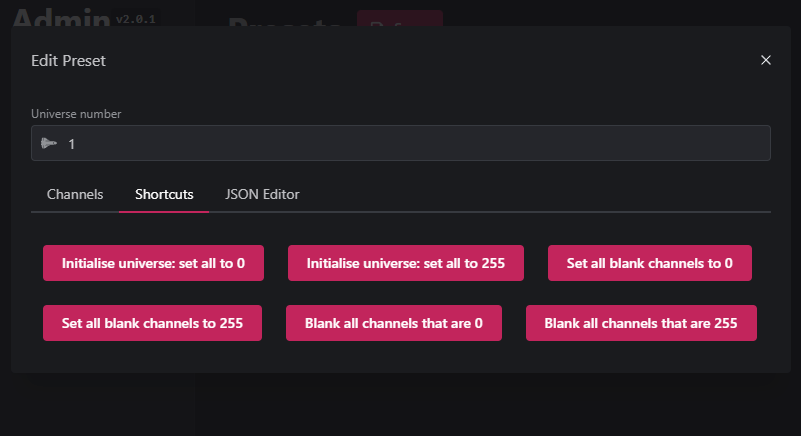 Admin v2.0.1
Presets
Edit Preset
Universe number
1
Channels Shortcuts JSON Editor
Initialise universe: set all to 0 Initialise universe: set all to 255 Set all blank channels to 0
Set all blank channels to 255 Blank all channels that are 0 Blank all channels that are 255